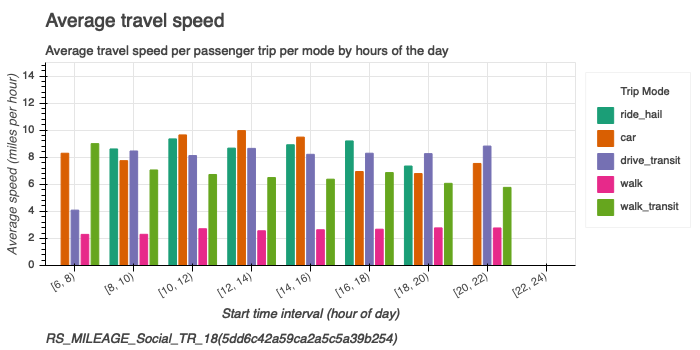 Average travel speed
Average travel speed per passenger trip per mode by hours of the day
Average speed (miles per hour)
14
12
10
8
6
4
2
0
[6, 8)
[8, 10)
[10, 12)
[12, 14)
[14, 16)
[16, 18)
[18, 20)
[20, 22)
[22, 24)
Start time interval (hour of day)
Trip Mode
ride_hail
car
drive_transit
walk
walk_transit
RS_MILEAGE_Social_TR_18(5dd6c42a59ca2a5c5a39b254)